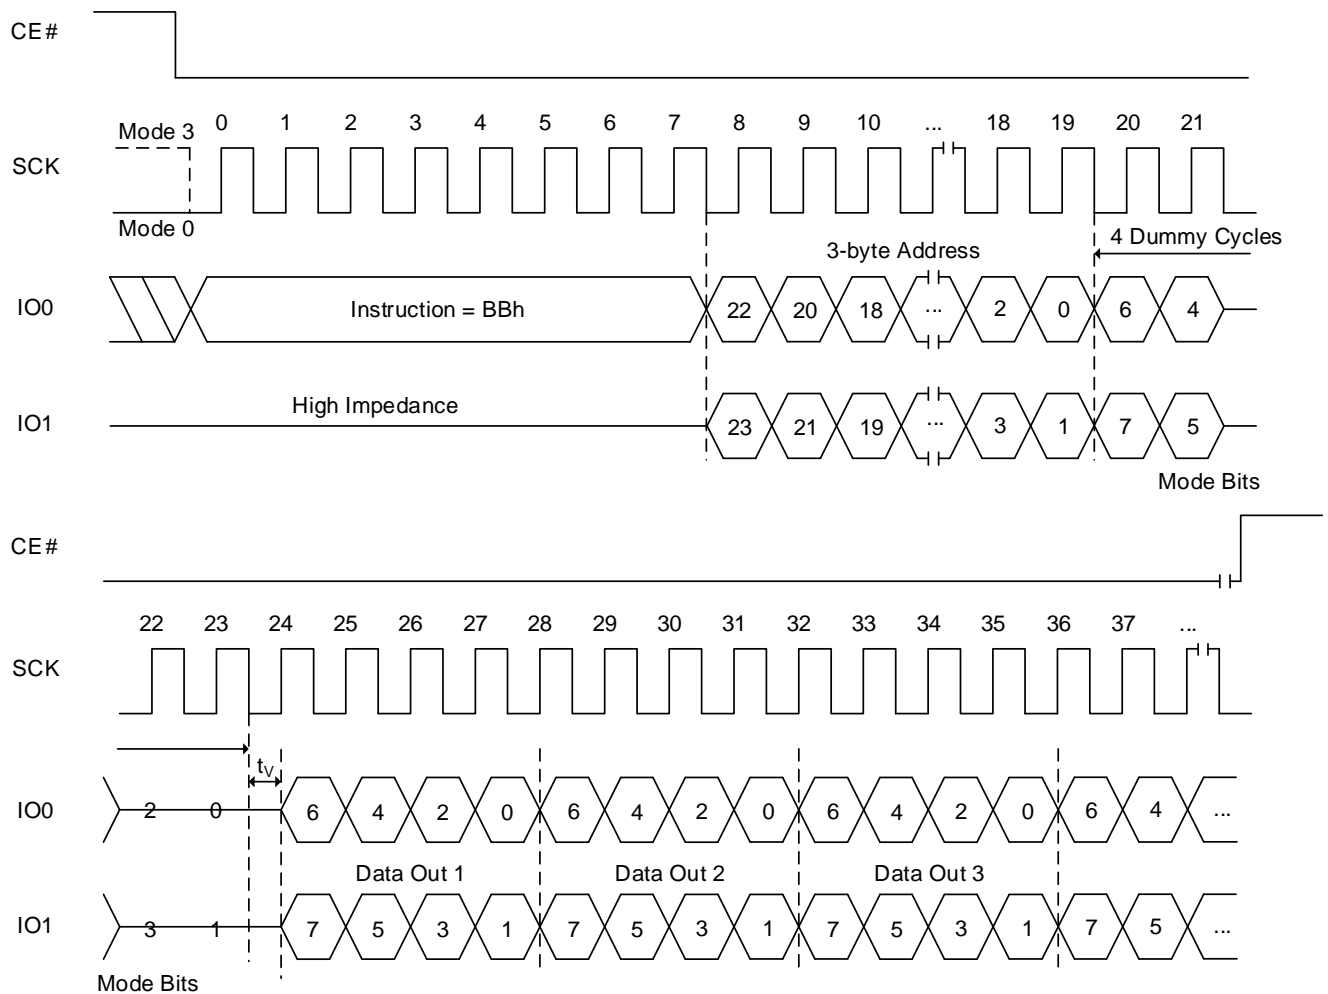 CE#
Mode 3 0 1 2 3 4 5 6 7 8 9 10 ... 18 19 20 21
SCK
Mode 0
3-byte Address 4 Dummy Cycles
IO0 Instruction = BBh 22 20 18 ... 2 0 6 4
High Impedance
IO1 23 21 19 ... 3 1 7 5
Mode Bits
CE#
22 23 24 25 26 27 28 29 30 31 32 33 34 35 36 37 ...
SCK
tV
IO0 2 0 6 4 2 0 6 4 2 0 6 4 2 0 6 4 ...
Data Out 1 Data Out 2 Data Out 3
IO1 3 1 7 5 3 1 7 5 3 1 7 5 3 1 7 5 ...
Mode Bits